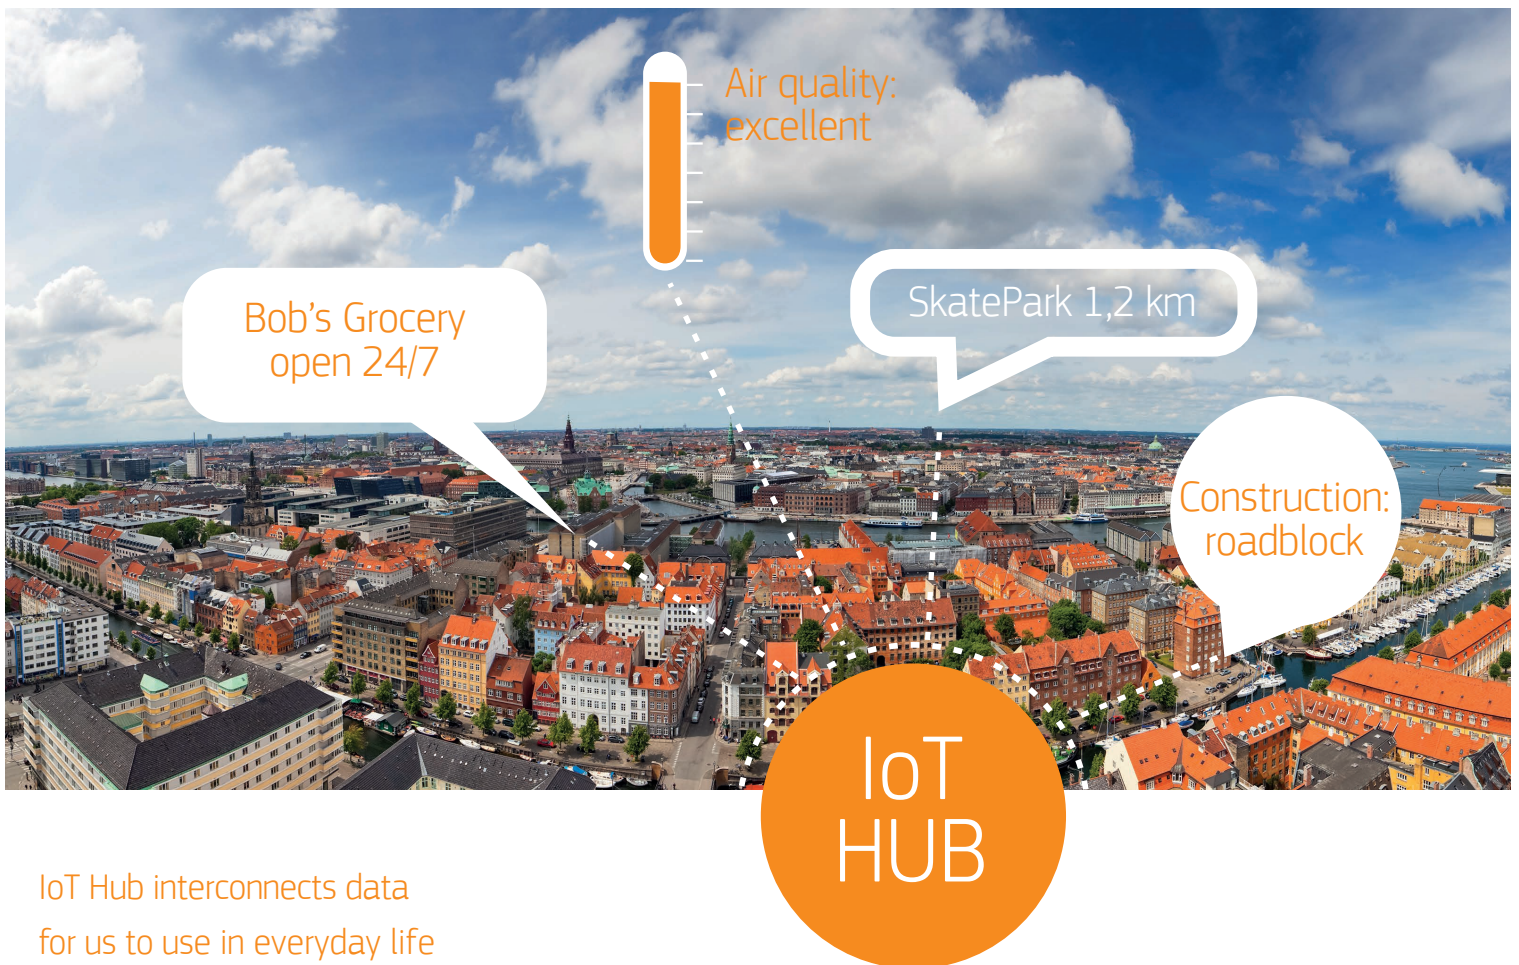 Air quality:
excellent
Bob's Grocery
open 24/7
SkatePark 1,2 km
Construction:
roadblock
IoT
HUB
IoT Hub interconnects data
for us to use in everyday life